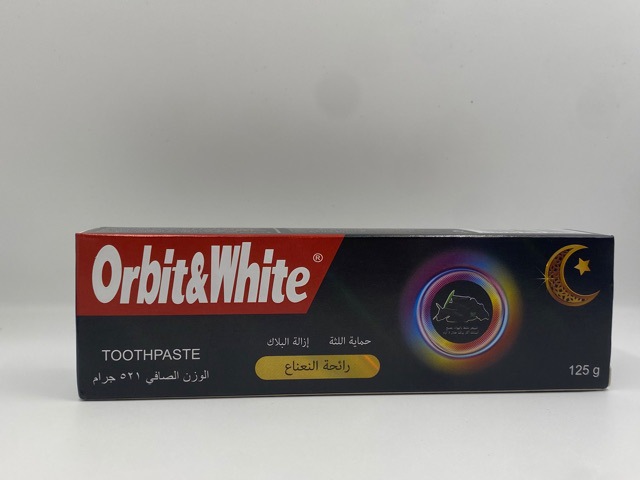 Orbit&White®
حماية اللثة إزالة البلاك
TOOTHPASTE
رائحة النعناع
الوزن الصافي ٥٢١ جرام
125 g